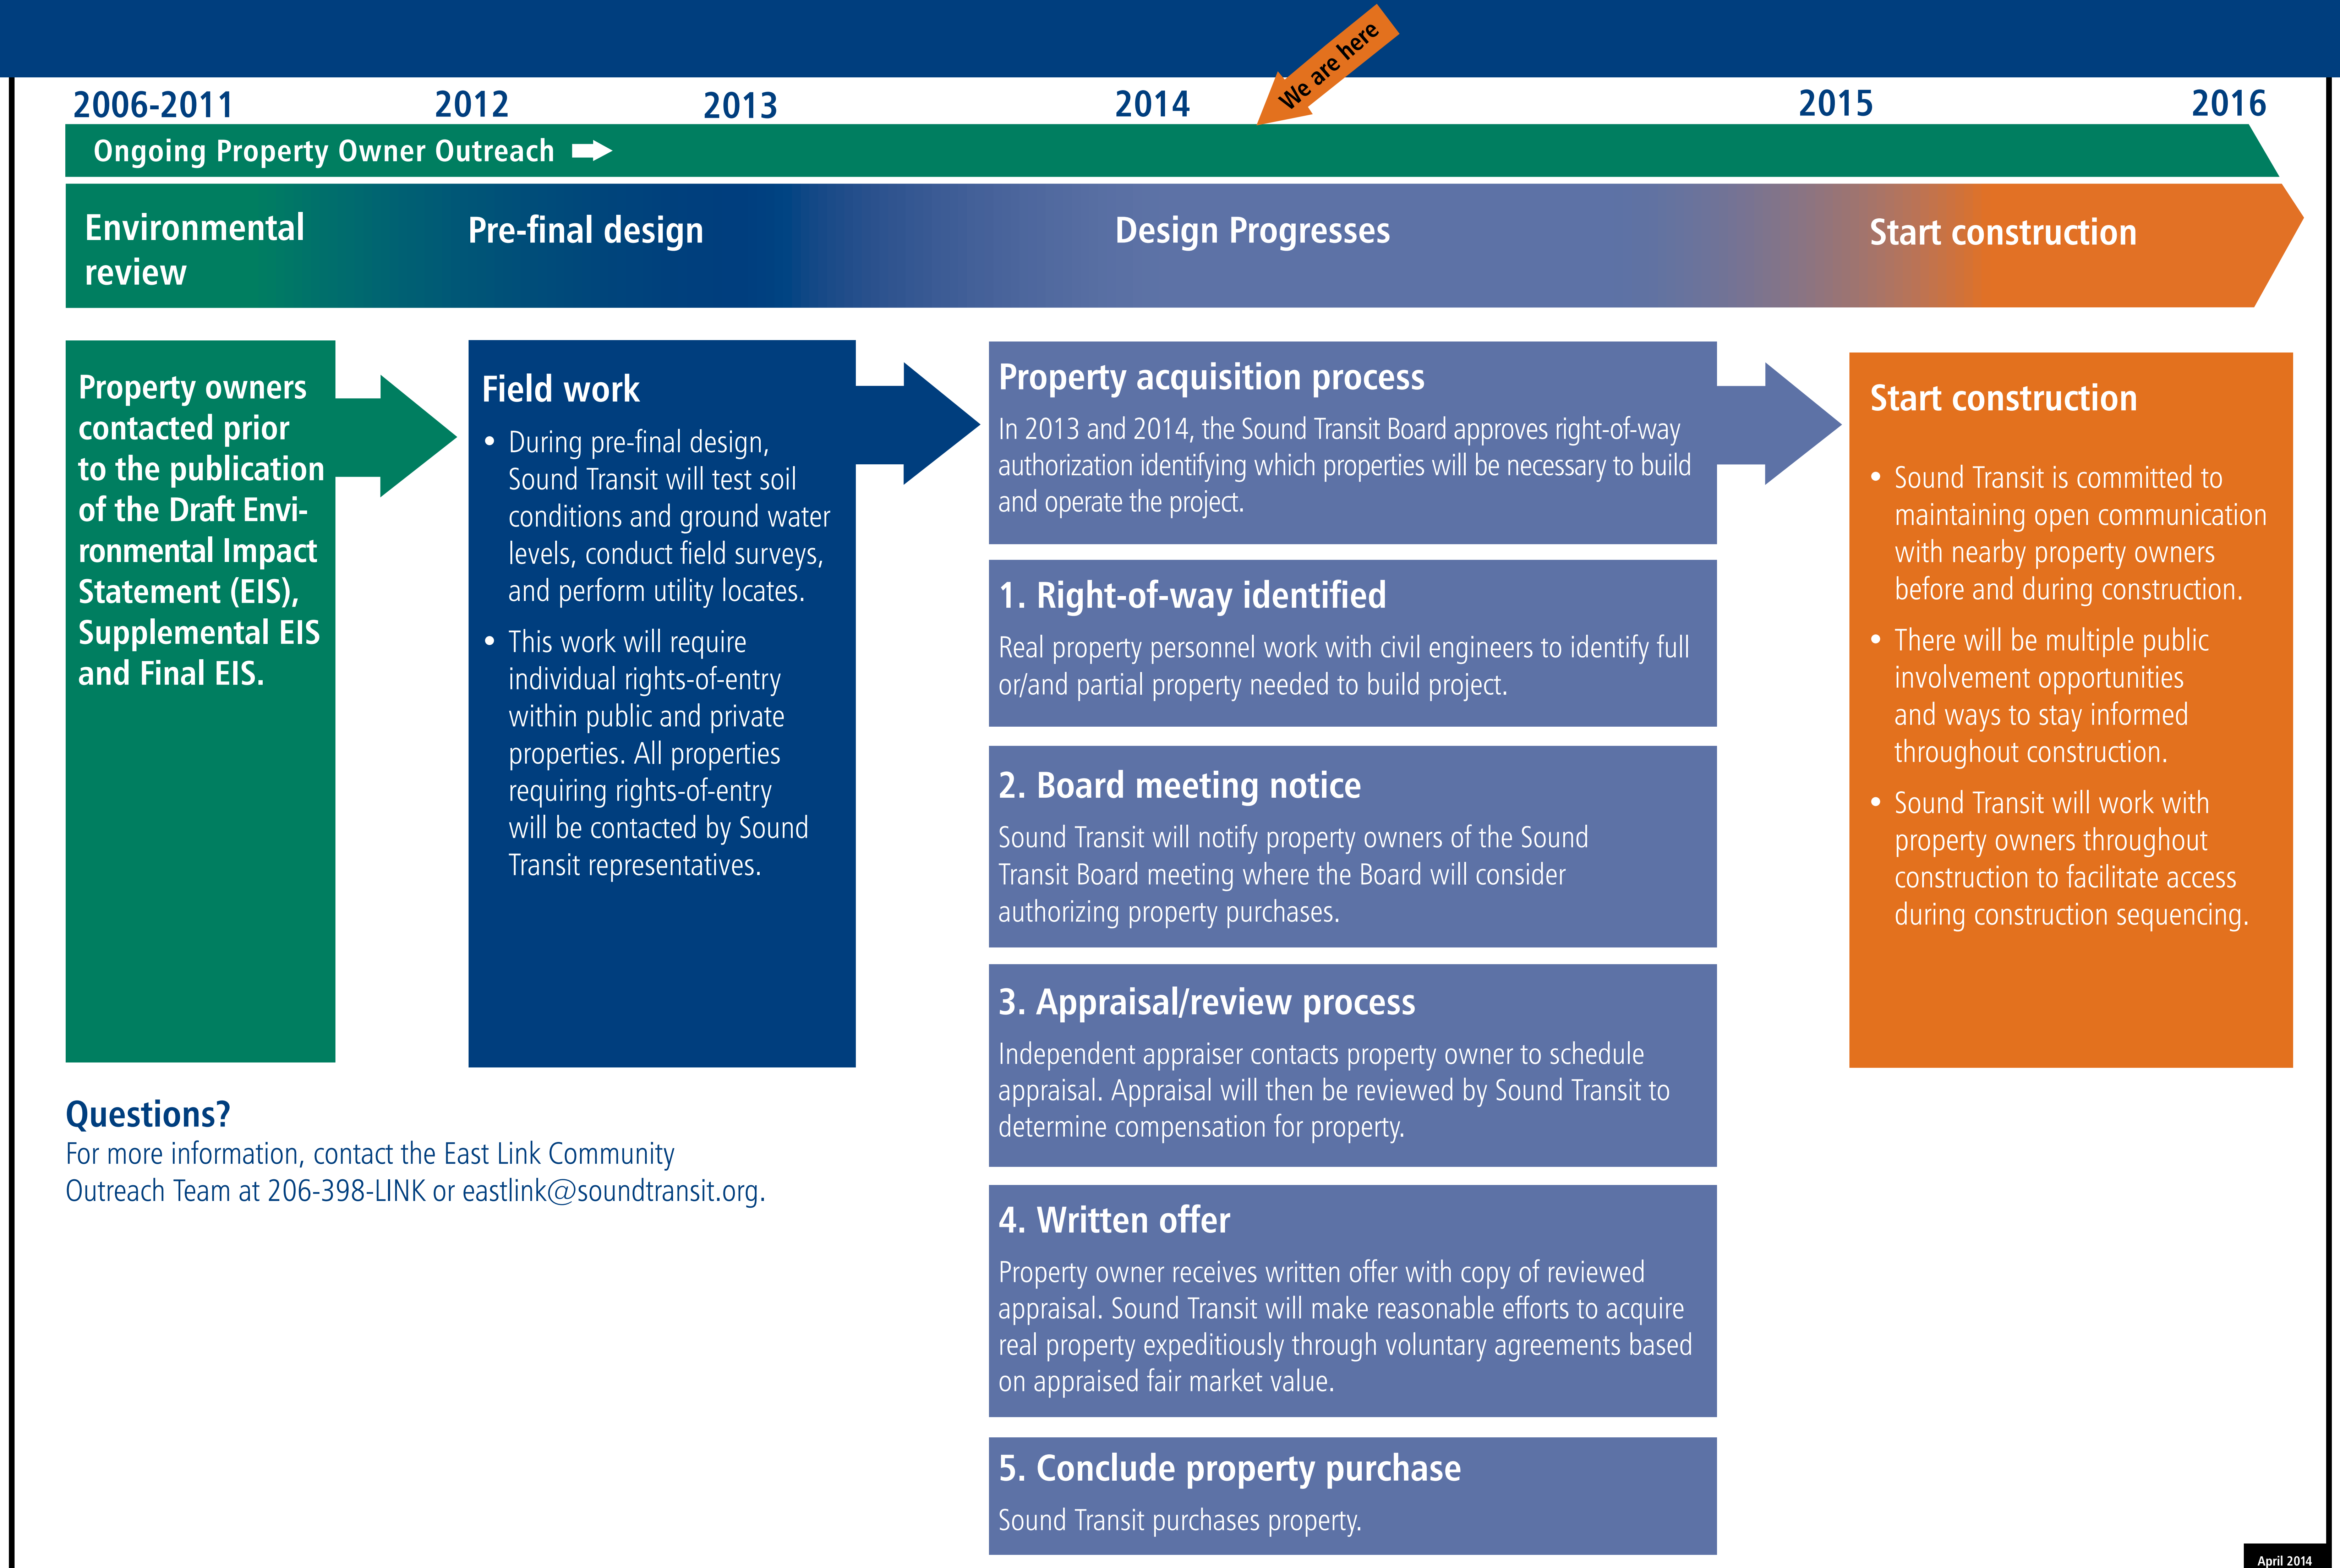 We are here
2006-2011
2012
2013
2014
2015
2016
Ongoing Property Owner Outreach
Environmental
review
Pre-final design
Design Progresses
Start construction
Property owners
contacted prior
to the publication
of the Draft Envi-
ronmental Impact
Statement (EIS),
Supplemental EIS
and Final EIS.
Field work
• During pre-final design,
Sound Transit will test soil
conditions and ground water
levels, conduct field surveys,
and perform utility locates.
• This work will require
individual rights-of-entry
within public and private
properties. All properties
requiring rights-of-entry
will be contacted by Sound
Transit representatives.
Property acquisition process
In 2013 and 2014, the Sound Transit Board approves right-of-way
authorization identifying which properties will be necessary to build
and operate the project.
1. Right-of-way identified
Real property personnel work with civil engineers to identify full
or/and partial property needed to build project.
2. Board meeting notice
Sound Transit will notify property owners of the Sound
Transit Board meeting where the Board will consider
authorizing property purchases.
3. Appraisal/review process
Independent appraiser contacts property owner to schedule
appraisal. Appraisal will then be reviewed by Sound Transit to
determine compensation for property.
4. Written offer
Property owner receives written offer with copy of reviewed
appraisal. Sound Transit will make reasonable efforts to acquire
real property expeditiously through voluntary agreements based
on appraised fair market value.
5. Conclude property purchase
Sound Transit purchases property.
Start construction
• Sound Transit is committed to
maintaining open communication
with nearby property owners
before and during construction.
• There will be multiple public
involvement opportunities
and ways to stay informed
throughout construction.
• Sound Transit will work with
property owners throughout
construction to facilitate access
during construction sequencing.
Questions?
For more information, contact the East Link Community
Outreach Team at 206-398-LINK or eastlink@soundtransit.org.
April 2014